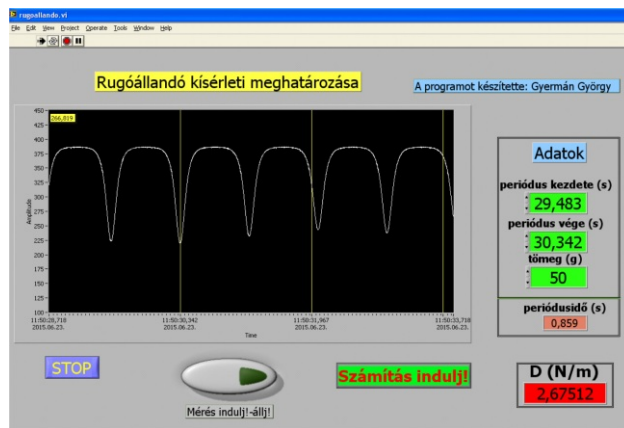 rugoallando.vi
File Edit View Project Operate Tools Window Help
Rugóállandó kísérleti meghatározása
A programot készítette: Gyermán György
266,819
450
425
400
375
350
325
300
275
250
225
200
175
150
125
100
Amplitude
11:50:28,718 11:50:30,342 11:50:31,967 11:50:33,718
2015.06.23. 2015.06.23. 2015.06.23. 2015.06.23.
Time
Adatok
periódus kezdete (s)
29,483
periódus vége (s)
30,342
tömeg (g)
50
periódusidő (s)
0,859
STOP
Mérés indulj!-állj!
Számítás indulj!
D (N/m)
2,67512